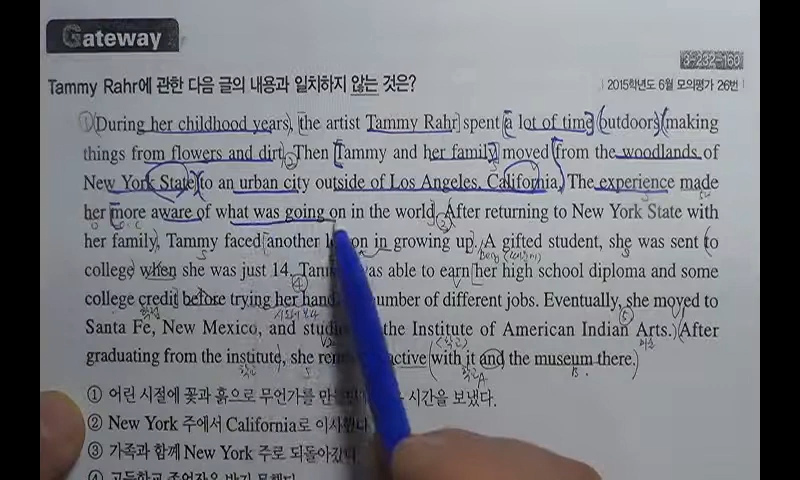 Gateway
3-232-160
Tammy Rahr에 관한 다음 글의 내용과 일치하지 않는 것은?
2015학년도 6월 모의평가 26번
During her childhood years, the artist Tammy Rahr spent a lot of time outdoors making
things from flowers and dirt. Then Tammy and her family moved from the woodlands of
New York State to an urban city outside of Los Angeles, California. The experience made
her more aware of what was going on in the world. After returning to New York State with
her family, Tammy faced another in growing up. A gifted student, she was sent to
college when she was just 14. was able to earn her high school diploma and some
college credit before trying her hand number of different jobs. Eventually, she moved to
Santa Fe, New Mexico, and the Institute of American Indian Arts. After
graduating from the institute, she active with it and the museum there.
① 어린 시절에 꽃과 흙으로 무언가를 시간을 보냈다.
② New York 주에서 California로
③ 가족과 함께 New York 주로 되돌아갔다